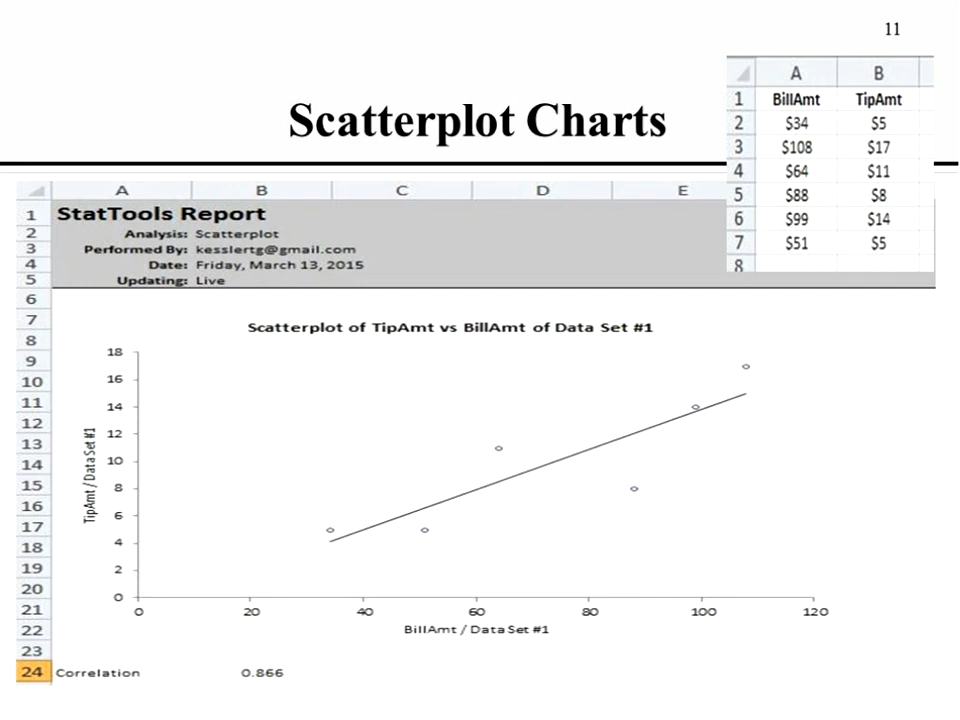 11
Scatterplot Charts
A B
1 BillAmt TipAmt
2 $34 $5
3 $108 $17
4 $64 $11
5 $88 $8
6 $99 $14
7 $51 $5
8
A B C D E
1 StatTools Report
2 Analysis: Scatterplot
3 Performed By: kesslertg@gmail.com
4 Date: Friday, March 13, 2015
5 Updating: Live
6
7
8
9
10
11
12
13
14
15
16
17
18
19
20
21
22
23
Scatterplot of TipAmt vs BillAmt of Data Set #1
TipAmt / Data Set #1
18
16
14
12
10
8
6
4
2
0
0 20 40 60 80 100 120
BillAmt / Data Set #1
24 Correlation 0.866